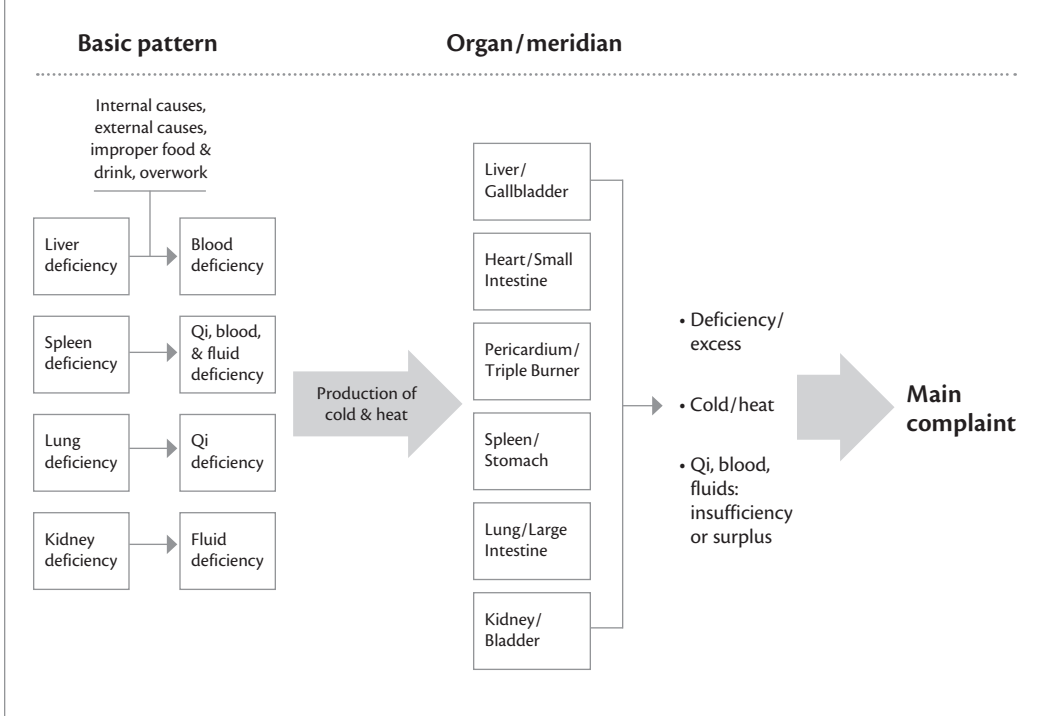 Basic pattern
Organ/meridian
Internal causes,
external causes,
improper food &
drink, overwork
Liver
deficiency
Blood
deficiency
Spleen
deficiency
Qi, blood,
& fluid
deficiency
Lung
deficiency
Qi
deficiency
Kidney
deficiency
Fluid
deficiency
Production of
cold & heat
Liver/
Gallbladder
Heart/Small
Intestine
Pericardium/
Triple Burner
Spleen/
Stomach
Lung/Large
Intestine
Kidney/
Bladder
• Deficiency/
excess
• Cold/heat
• Qi, blood,
fluids:
insufficiency
or surplus
Main
complaint